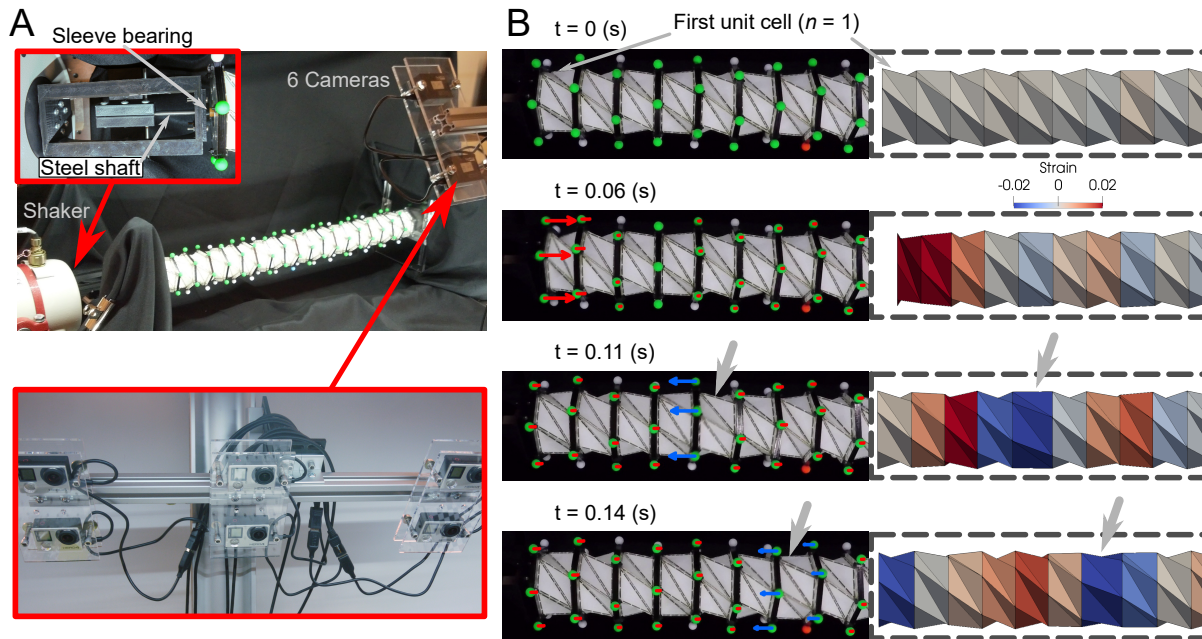 A
Sleeve bearing
Steel shaft
Shaker
6 Cameras
B
t = 0 (s)
First unit cell (n = 1)
t = 0.06 (s)
Strain
-0.02 0 0.02
t = 0.11 (s)
t = 0.14 (s)